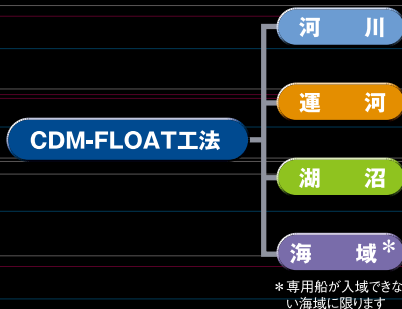 河 川
運 河
CDM-FLOAT工法
湖 沼
海 域*
*専用船が入域できな
い海域に限ります